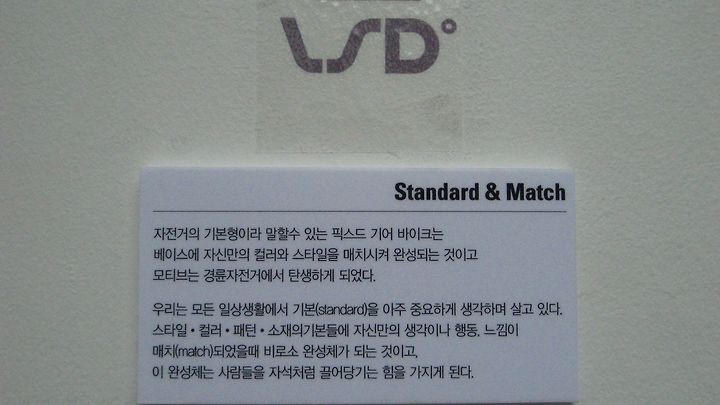 LSD°
Standard & Match
자전거의 기본형이라 말할수 있는 픽스드 기어 바이크는
베이스에 자신만의 컬러와 스타일을 매치시켜 완성되는 것이고
모티브는 경륜자전거에서 탄생하게 되었다.
우리는 모든 일상생활에서 기본(standard)을 아주 중요하게 생각하며 살고 있다.
스타일・컬러・패턴・소재의기본들에 자신만의 생각이나 행동, 느낌이
매치(match)되었을때 비로소 완성체가 되는 것이고,
이 완성체는 사람들을 자석처럼 끌어당기는 힘을 가지게 된다.